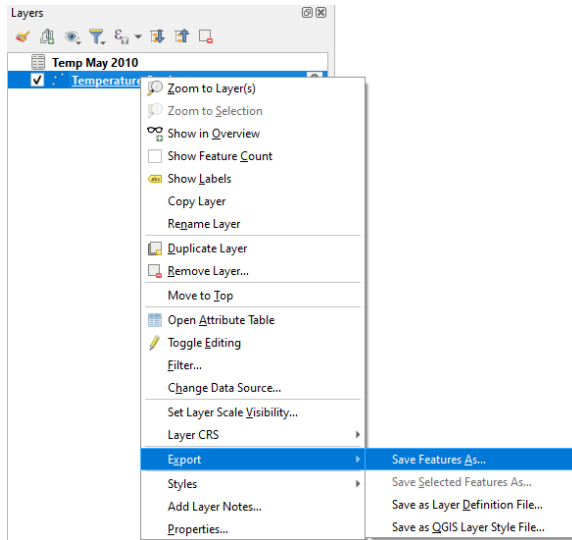 Layers
Temp May 2010
Temperature
Zoom to Layer(s)
Zoom to Selection
Show in Overview
Show Feature Count
abc Show Labels
Copy Layer
Rename Layer
Duplicate Layer
Remove Layer...
Move to Top
Open Attribute Table
Toggle Editing
Filter...
Change Data Source...
Set Layer Scale Visibility...
Layer CRS
Export
Save Features As...
Save Selected Features As...
Styles
Save as Layer Definition File...
Add Layer Notes...
Save as QGIS Layer Style File...
Properties...